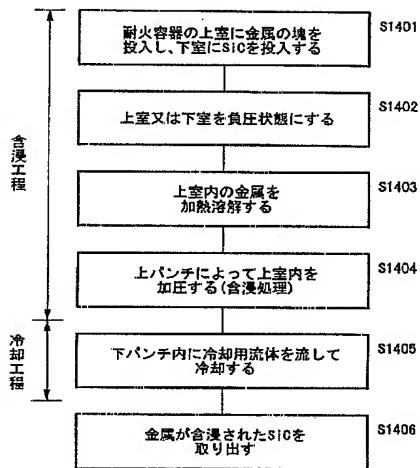 耐火容器の上室に金属の塊を
投入し、下室にSiCを投入する
S1401
上室又は下室を負圧状態にする
S1402
含浸工程
上室内の金属を
加熱溶解する
S1403
上パンチによって上室内を
加圧する(含浸処理)
S1404
冷却工程
下パンチ内に冷却用流体を流して
冷却する
S1405
金属が含浸されたSiCを
取り出す
S1406